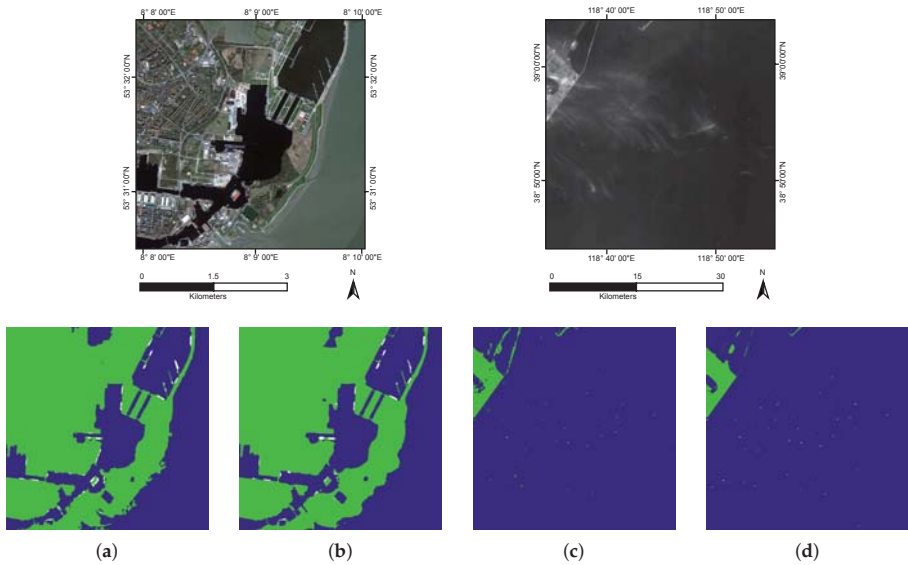 8° 8' 00"E
8° 9' 00"E
8° 10' 00"E
53° 32' 00"N
53° 31' 00"N
53° 32' 00"N
53° 31' 00"N
8° 8' 00"E
8° 9' 00"E
8° 10' 00"E
0
1.5
3
Kilometers
N
118° 40' 00"E
118° 50' 00"E
39°0'0'00"N
38° 50' 00"N
39°0'0'00"N
38° 50' 00"N
118° 40' 00"E
118° 50' 00"E
0
15
30
Kilometers
N
(a)
(b)
(c)
(d)